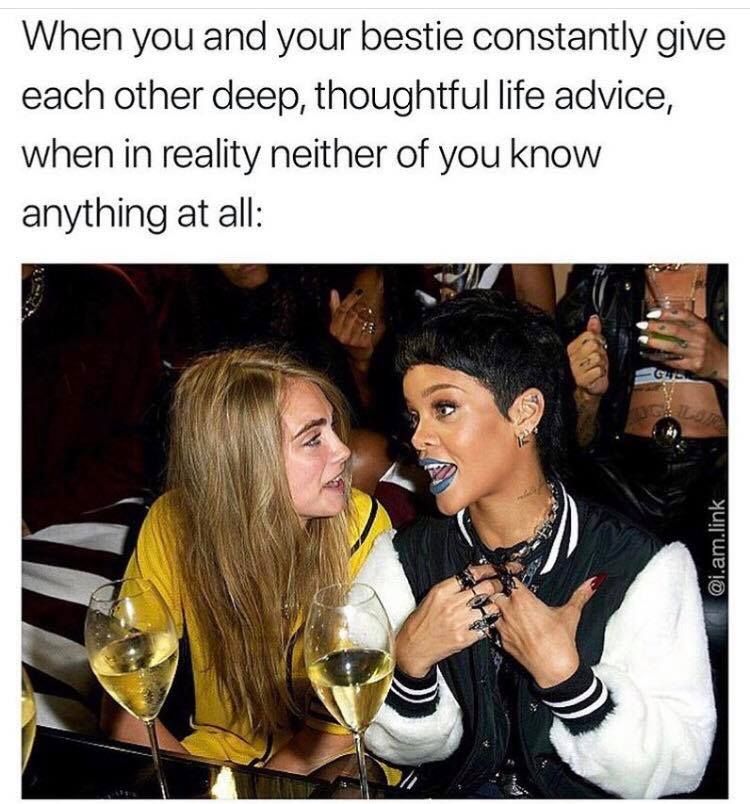 When you and your bestie constantly give
each other deep, thoughtful life advice,
when in reality neither of you know
anything at all:
@i.am.link